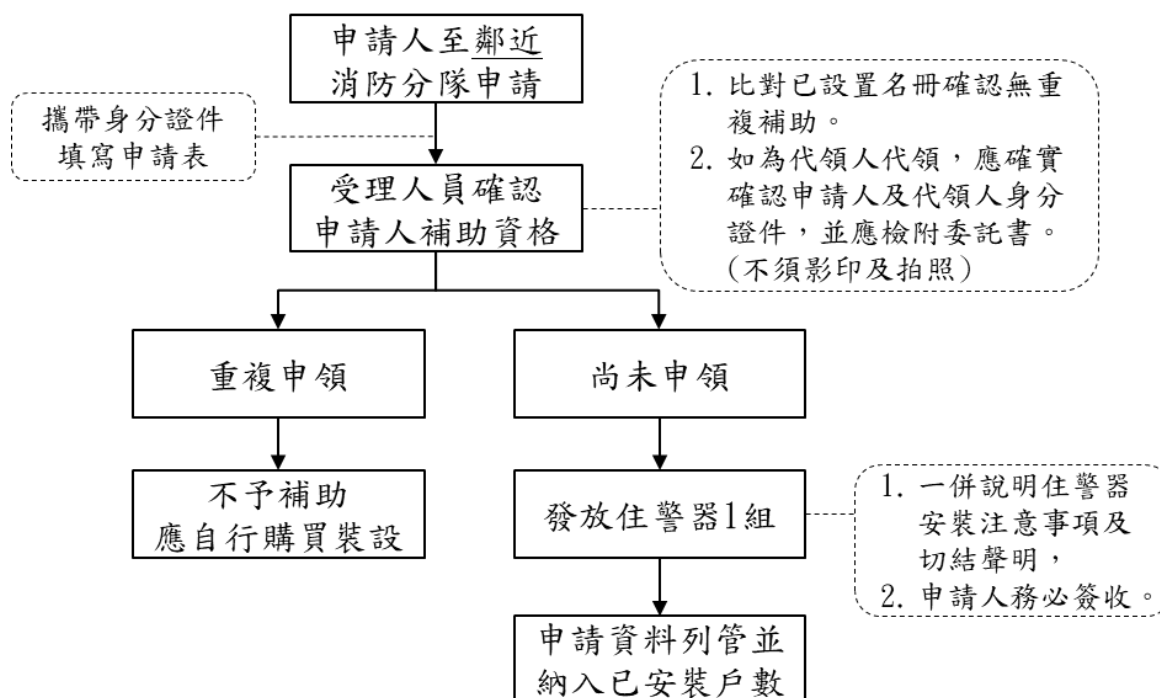 申請人至鄰近
消防分隊申請
攜帶身分證件
填寫申請表
1. 比對已設置名冊確認無重
複補助。
2. 如為代領人代領，應確實
確認申請人及代領人身分
證件，並應檢附委託書。
(不須影印及拍照)
受理人員確認
申請人補助資格
重複申領
尚未申領
不予補助
應自行購買裝設
發放住警器1組
1. 一併說明住警器
安裝注意事項及
切結聲明，
2. 申請人務必簽收。
申請資料列管並
納入已安裝戶數